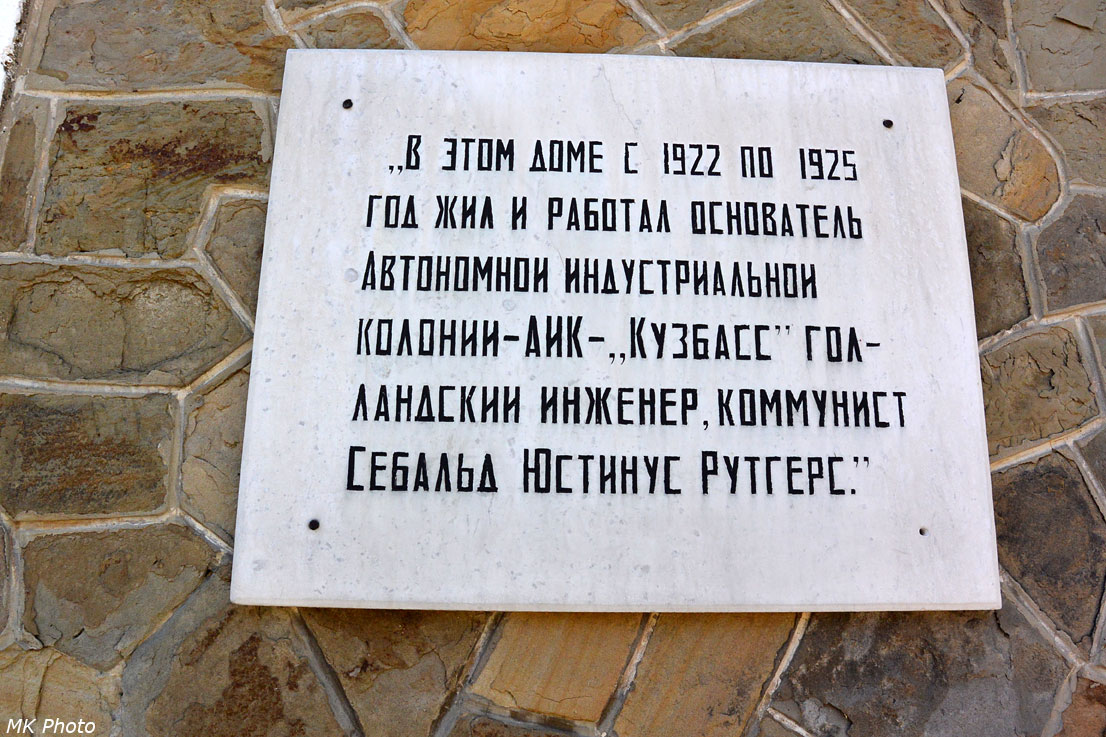 „В ЭТОМ ДОМЕ С 1922 ПО 1925
ГОД ЖИЛ И РАБОТАЛ ОСНОВАТЕЛЬ
АВТОНОМНОЙ ИНДУСТРИАЛЬНОЙ
КОЛОНИИ-АИК-„КУЗБАСС” ГОЛ-
ЛАНДСКИЙ ИНЖЕНЕР, КОММУНИСТ
СЕБАЛЬД ЮСТИНУС РУТГЕРС.”
MK Photo